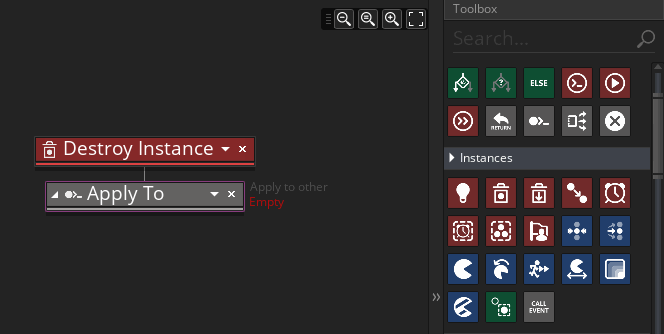 Toolbox
Search...
ELSE
RETURN
Destroy Instance
Instances
Apply To
Apply to other
Empty
CALL
EVENT